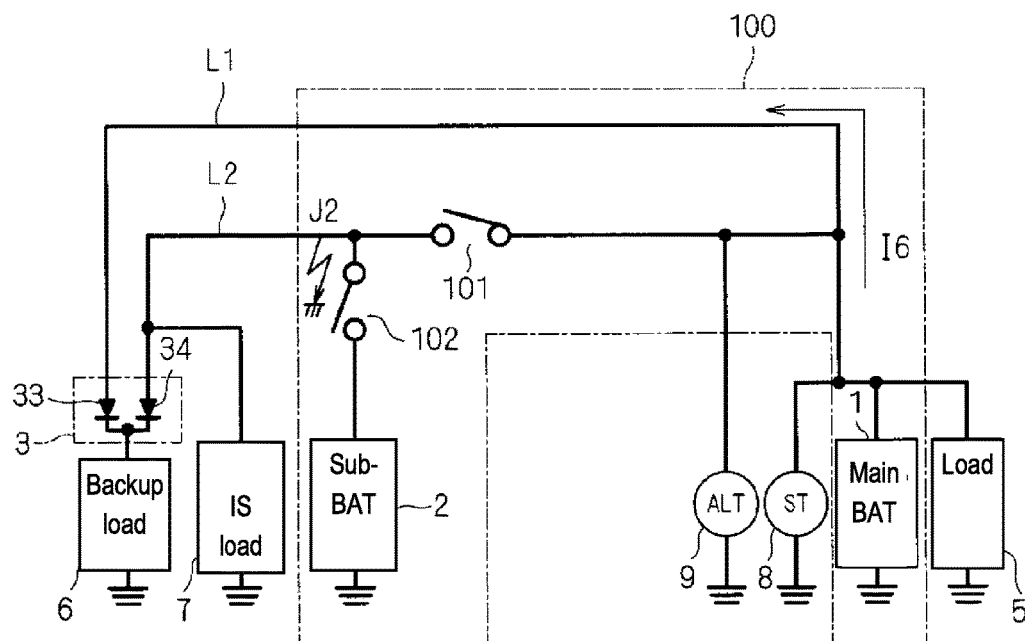 100
L1
L2
J2
I6
101
102
33
34
3
1
Backup
load
IS
load
Sub-
BAT
ALT
ST
Main
BAT
Load
2
6
7
9
8
5